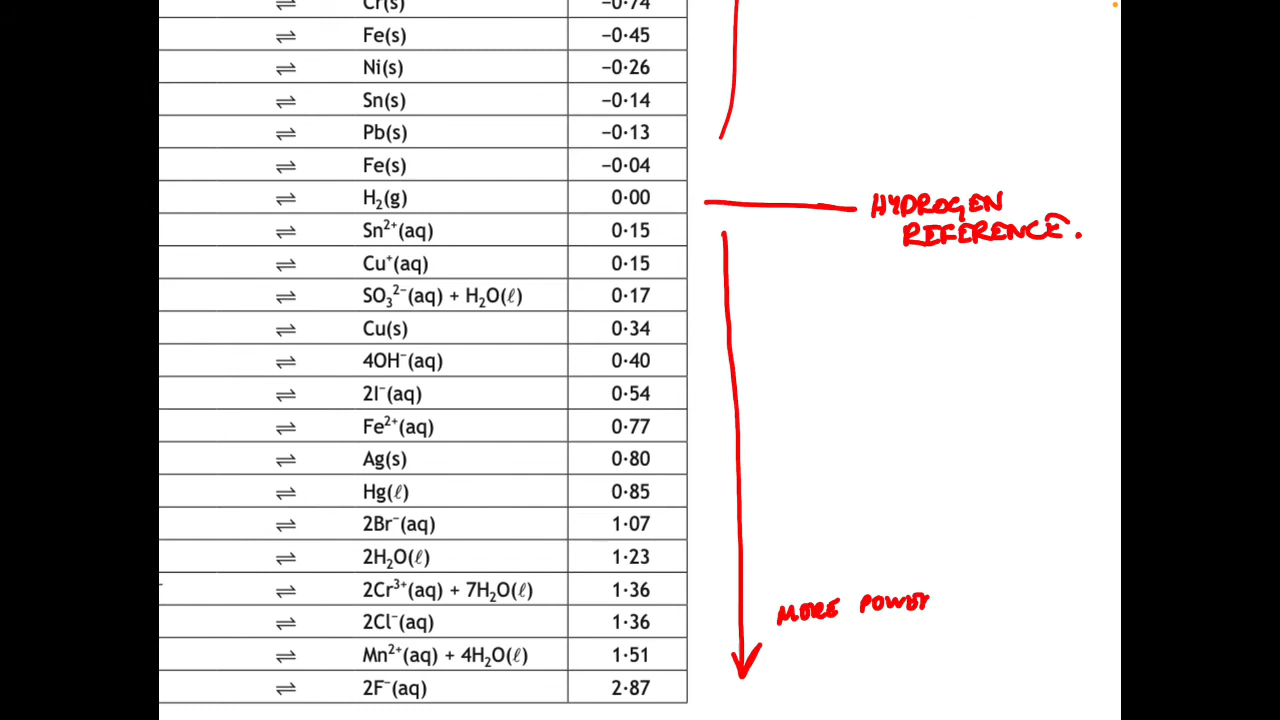 ⇌ Cr(s) −0·74
⇌ Fe(s) −0·45
⇌ Ni(s) −0·26
⇌ Sn(s) −0·14
⇌ Pb(s) −0·13
⇌ Fe(s) −0·04
⇌ H₂(g) 0·00
HYDROGEN
REFERENCE.
⇌ Sn²⁺(aq) 0·15
⇌ Cu⁺(aq) 0·15
⇌ SO₃²⁻(aq) + H₂O(ℓ) 0·17
⇌ Cu(s) 0·34
⇌ 4OH⁻(aq) 0·40
⇌ 2I⁻(aq) 0·54
⇌ Fe²⁺(aq) 0·77
⇌ Ag(s) 0·80
⇌ Hg(ℓ) 0·85
⇌ 2Br⁻(aq) 1·07
⇌ 2H₂O(ℓ) 1·23
⇌ 2Cr³⁺(aq) + 7H₂O(ℓ) 1·36
MORE POWER
⇌ 2Cl⁻(aq) 1·36
⇌ Mn²⁺(aq) + 4H₂O(ℓ) 1·51
⇌ 2F⁻(aq) 2·87